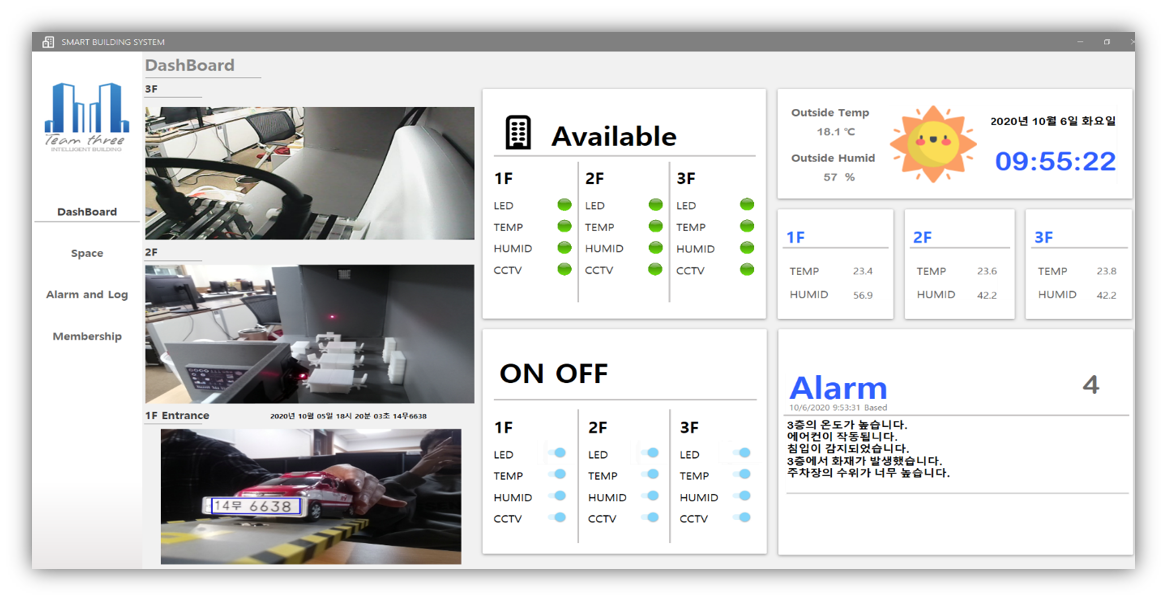 SMART BUILDING SYSTEM
Team three
INTELLIGENT BUILDING
DashBoard
Space
Alarm and Log
Membership
DashBoard
3F
2F
1F Entrance
2020년 10월 05일 18시 20분 03초 14무6638
14무 6638
Available
1F
LED
TEMP
HUMID
CCTV
2F
LED
TEMP
HUMID
CCTV
3F
LED
TEMP
HUMID
CCTV
ON OFF
1F
LED
TEMP
HUMID
CCTV
2F
LED
TEMP
HUMID
CCTV
3F
LED
TEMP
HUMID
CCTV
Outside Temp
18.1 ℃
Outside Humid
57 %
2020년 10월 6일 화요일
09:55:22
1F
TEMP 23.4
HUMID 56.9
2F
TEMP 23.6
HUMID 42.2
3F
TEMP 23.8
HUMID 42.2
Alarm 4
10/6/2020 9:53:31 Based
3층의 온도가 높습니다.
에어컨이 작동됩니다.
침입이 감지되었습니다.
3층에서 화재가 발생했습니다.
주차장의 수위가 너무 높습니다.